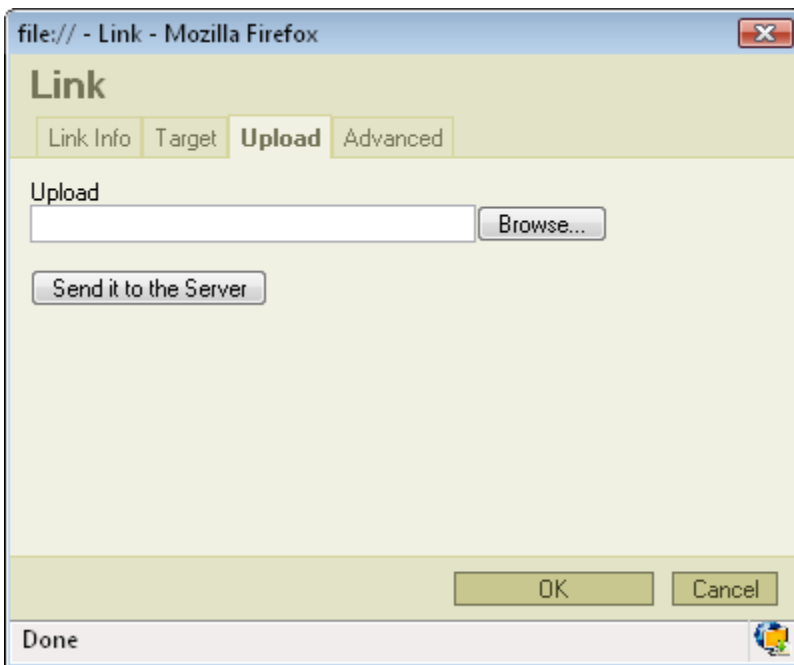 file:// - Link - Mozilla Firefox
Link
Link Info Target Upload Advanced
Upload
Browse...
Send it to the Server
OK Cancel
Done